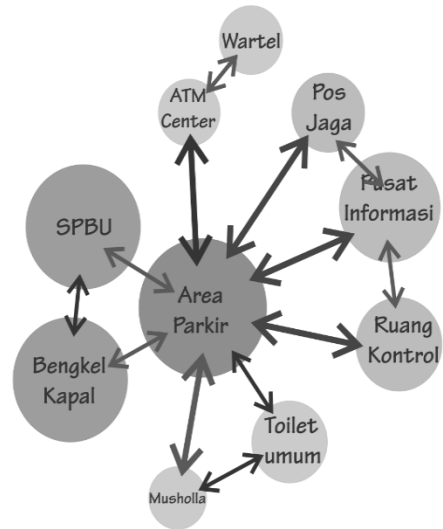 Wartel
ATM
Center
Pos
Jaga
Pusat
Informasi
SPBU
Area
Parkir
Ruang
Kontrol
Bengkel
Kapal
Toilet
umum
Musholla